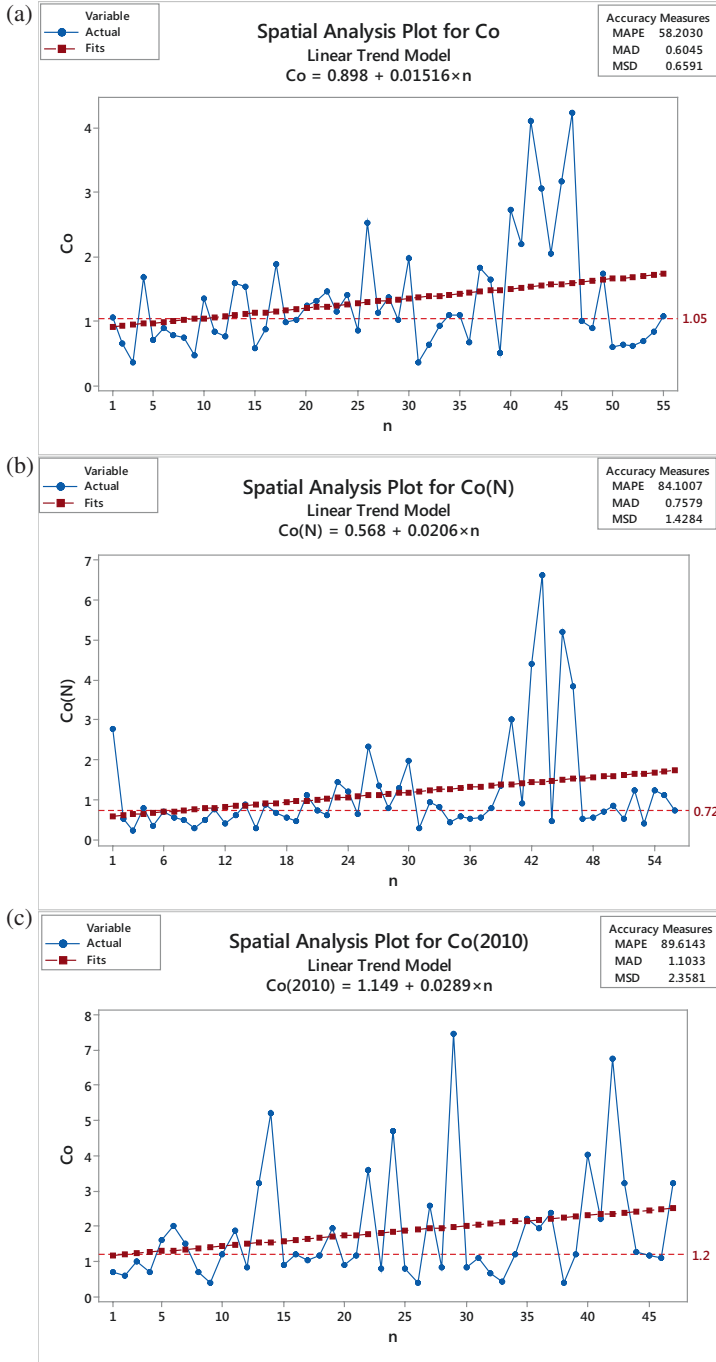 (a)
Variable
Actual
Fits
Spatial Analysis Plot for Co
Linear Trend Model
Co = 0.898 + 0.01516×n
Accuracy Measures
MAPE 58.2030
MAD 0.6045
MSD 0.6591
4
3
2
1
0
Co
1.05
1 5 10 15 20 25 30 35 40 45 50 55
n
(b)
Variable
Actual
Fits
Spatial Analysis Plot for Co(N)
Linear Trend Model
Co(N) = 0.568 + 0.0206×n
Accuracy Measures
MAPE 84.1007
MAD 0.7579
MSD 1.4284
7
6
5
4
3
2
1
0
Co(N)
0.72
1 6 12 18 24 30 36 42 48 54
n
(c)
Variable
Actual
Fits
Spatial Analysis Plot for Co(2010)
Linear Trend Model
Co(2010) = 1.149 + 0.0289×n
Accuracy Measures
MAPE 89.6143
MAD 1.1033
MSD 2.3581
8
7
6
5
4
3
2
1
0
Co
1.2
1 5 10 15 20 25 30 35 40 45
n